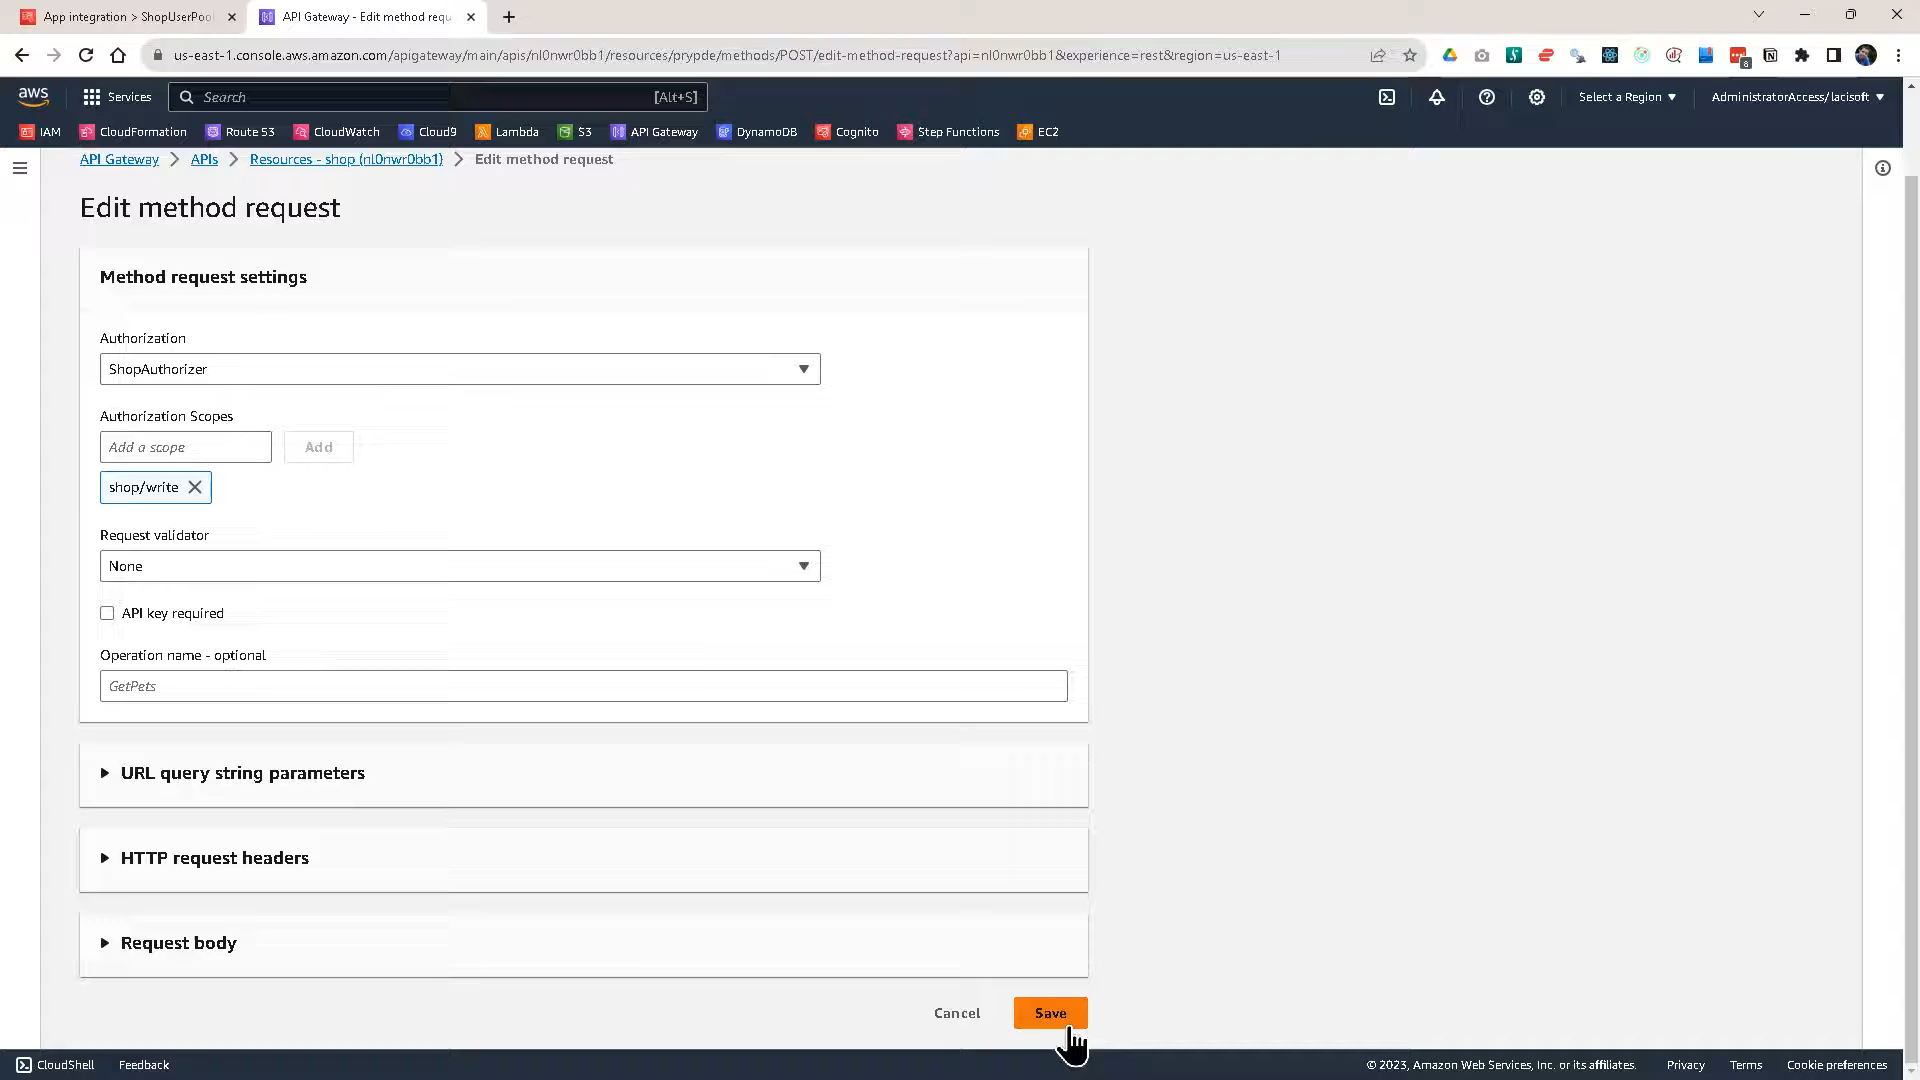 App integration > ShopUserPoo
API Gateway - Edit method requ
us-east-1.console.aws.amazon.com/apigateway/main/apis/nl0nwr0bb1/resources/prypde/methods/POST/edit-method-request?api=nl0nwr0bb1&experience=rest&region=us-east-1
8
aws
Services
Search
[Alt+S]
Select a Region
AdministratorAccess/lacisoft
IAM
CloudFormation
Route 53
CloudWatch
Cloud9
Lambda
S3
API Gateway
DynamoDB
Cognito
Step Functions
EC2
API Gateway > APIs > Resources - shop (nl0nwr0bb1) > Edit method request
Edit method request
Method request settings
Authorization
ShopAuthorizer
Authorization Scopes
Add a scope
Add
shop/write
Request validator
None
API key required
Operation name - optional
GetPets
URL query string parameters
HTTP request headers
Request body
Cancel
Save
CloudShell
Feedback
© 2023, Amazon Web Services, Inc. or its affiliates.
Privacy
Terms
Cookie preferences